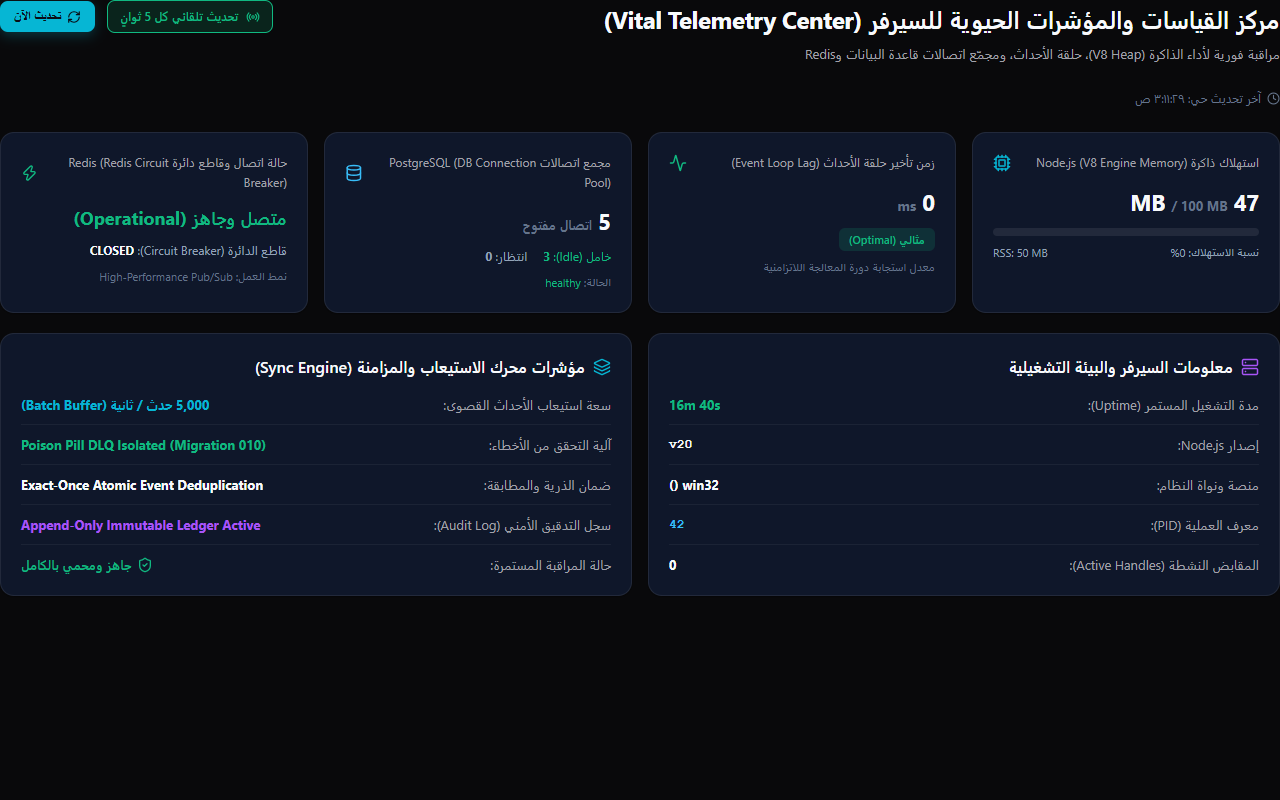 مركز القياسات والمؤشرات الحيوية للسيرفر (Vital Telemetry Center)
مراقبة فورية لأداء الذاكرة (V8 Heap)، حلقة الأحداث، ومجمّع اتصالات قاعدة البيانات وRedis
تحديث تلقائي كل 5 ثوانٍ
تحديث الآن
آخر تحديث حي: ٣:١١:٢٩ ص
استهلاك ذاكرة Node.js (V8 Engine Memory)
47 MB / 100 MB
نسبة الاستهلاك: 0%
RSS: 50 MB
زمن تأخير حلقة الأحداث (Event Loop Lag)
0 ms
مثالي (Optimal)
معدل استجابة دورة المعالجة اللاتزامنية
مجمع اتصالات PostgreSQL (DB Connection
Pool)
5 اتصال مفتوح
خامل (Idle): 3 انتظار: 0
الحالة: healthy
حالة اتصال وقاطع دائرة Redis (Redis Circuit
Breaker)
متصل وجاهز (Operational)
قاطع الدائرة (Circuit Breaker): CLOSED
نمط العمل: High-Performance Pub/Sub
معلومات السيرفر والبيئة التشغيلية
مدة التشغيل المستمر (Uptime): 16m 40s
إصدار Node.js: v20
منصة ونواة النظام: win32 ()
معرف العملية (PID): 42
المقابض النشطة (Active Handles): 0
مؤشرات محرك الاستيعاب والمزامنة (Sync Engine)
سعة استيعاب الأحداث القصوى: 5,000 حدث / ثانية (Batch Buffer)
آلية التحقق من الأخطاء: Poison Pill DLQ Isolated (Migration 010)
ضمان الذرية والمطابقة: Exact-Once Atomic Event Deduplication
سجل التدقيق الأمني (Audit Log): Append-Only Immutable Ledger Active
حالة المراقبة المستمرة: جاهز ومحمي بالكامل